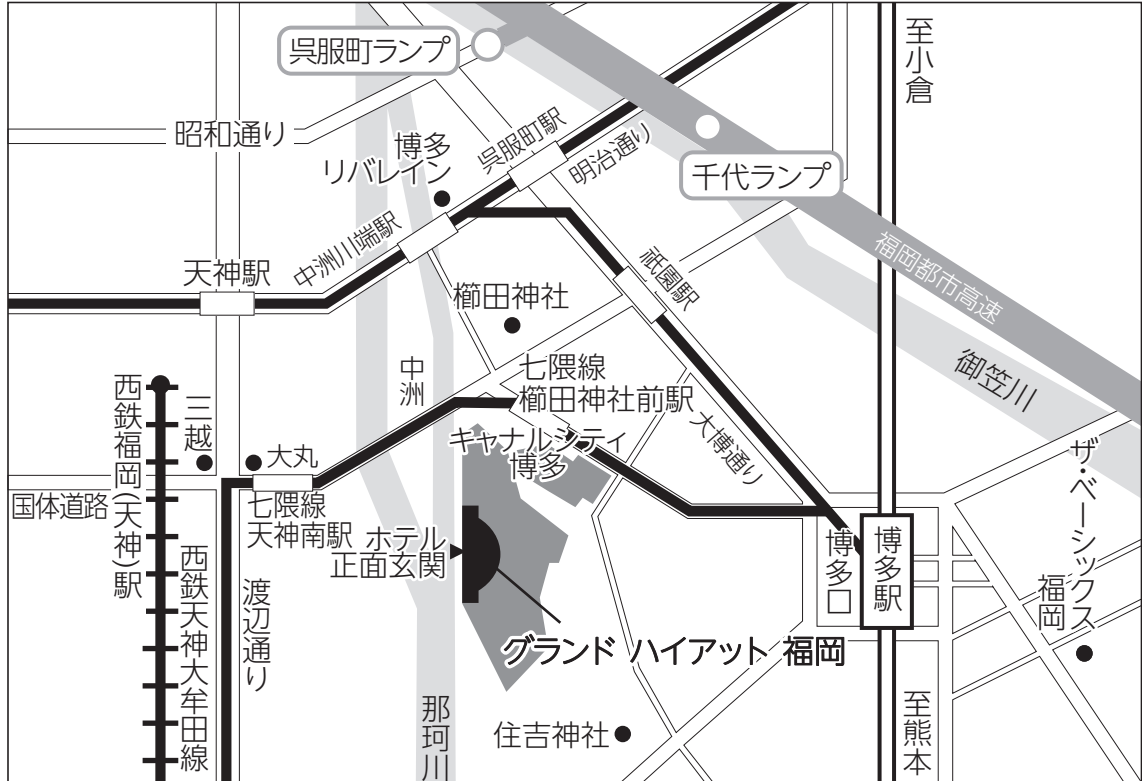 呉服町ランプ
至小倉
昭和通り
博多
リバレイン
呉服町駅
明治通り
千代ランプ
中洲川端駅
天神駅
祇園駅
福岡都市高速
櫛田神社
御笠川
中洲
七隈線
櫛田神社前駅
西鉄福岡(天神)駅
三越
大丸
キャナルシティ
博多
大博通り
ザ・ベーシックス
福岡
国体道路
七隈線
天神南駅
ホテル
正面玄関
博多口
博多駅
西鉄天神大牟田線
渡辺通り
グランド ハイアット 福岡
那珂川
住吉神社
至熊本